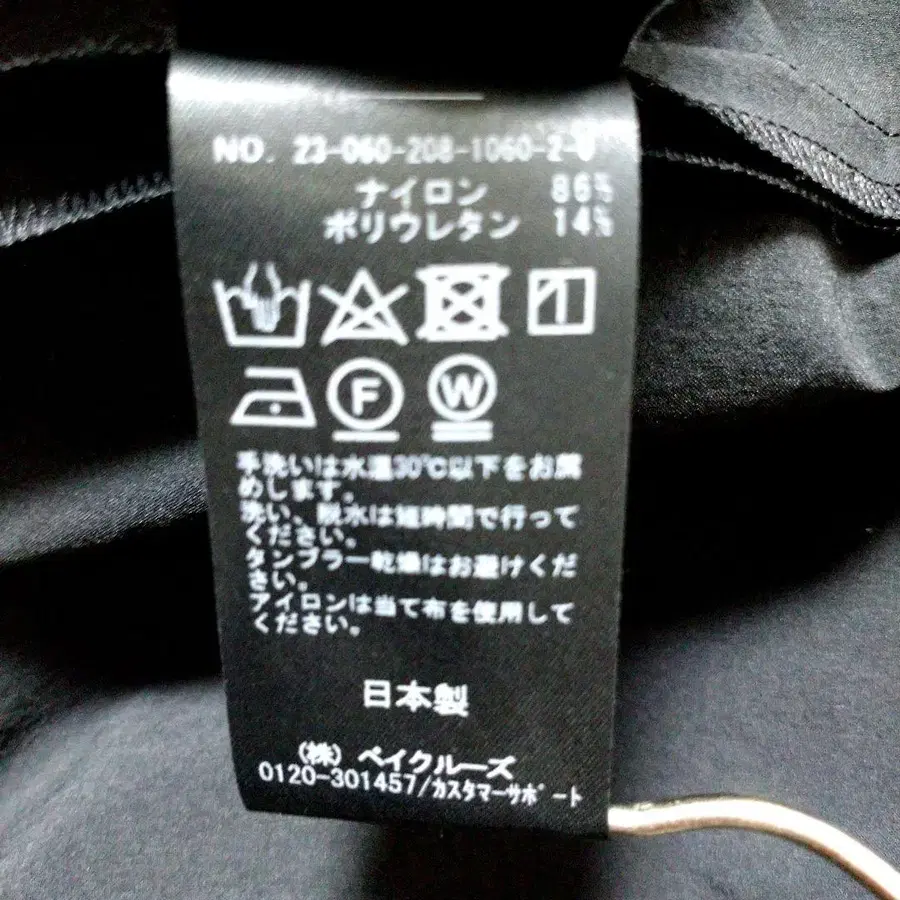 NO. 23-060-208-1060-2-0
ナイロン 86%
ポリウレタン 14%
F W
手洗いは水温30℃以下をお薦
めします。
洗い、脱水は短時間で行って
ください。
タンブラー乾燥はお避けくだ
さい。
アイロンは当て布を使用して
ください。
日本製
(株) ベイクルーズ
0120-301457/カスタマーサポート